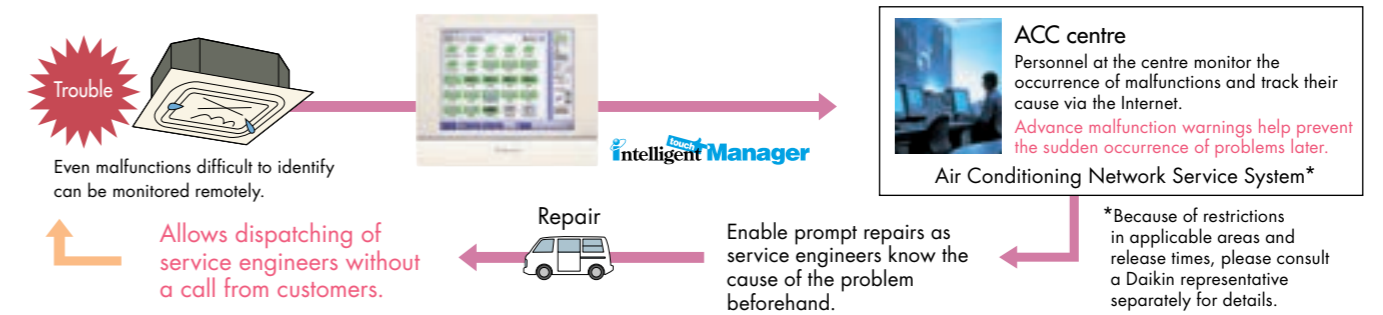 Trouble
Even malfunctions difficult to identify
can be monitored remotely.
touch
intelligent Manager
ACC centre
Personnel at the centre monitor the
occurrence of malfunctions and track their
cause via the Internet.
Advance malfunction warnings help prevent
the sudden occurrence of problems later.
Air Conditioning Network Service System*
*Because of restrictions
in applicable areas and
release times, please consult
a Daikin representative
separately for details.
Enable prompt repairs as
service engineers know the
cause of the problem
beforehand.
Repair
Allows dispatching of
service engineers without
a call from customers.